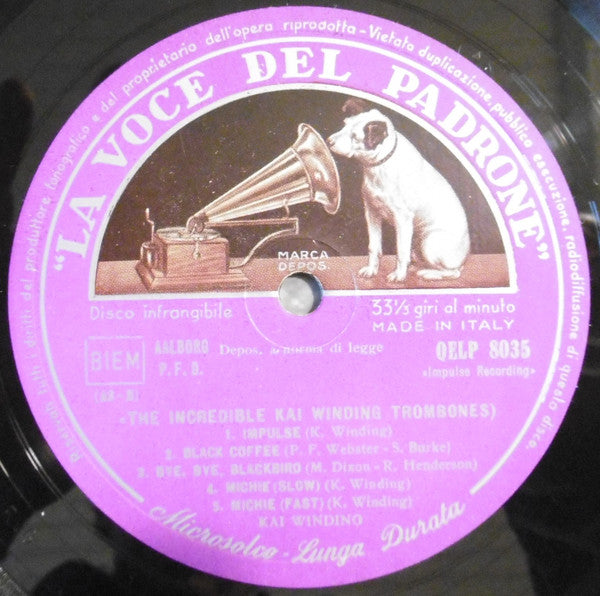 Riservati tutti i diritti del produttore fonografico e del proprietario dell'opera riprodotta - Vietata duplicazione, pubblica esecuzione, radiodiffusione di questo disco.
"LA VOCE DEL PADRONE"
MARCA
DEPOS.
Disco infrangibile
33⅓ giri al minuto
MADE IN ITALY
BIEM
P. F. B.
Depos. a norma di legge
QELP 8035
«Impulse Recording»
THE INCREDIBLE KAI WINDING TROMBONES)
1. IMPULSE (K. Winding)
2. BLACK COFFEE (P. F. Webster - S. Burke)
3. BYE, BYE, BLACKBIRD (M. Dixon - R. Henderson)
4. MICHIE (SLOW) (K. Winding)
5. MICHIE (FAST) (K. Winding)
KAI WINDING
Microsolco - Lunga Durata